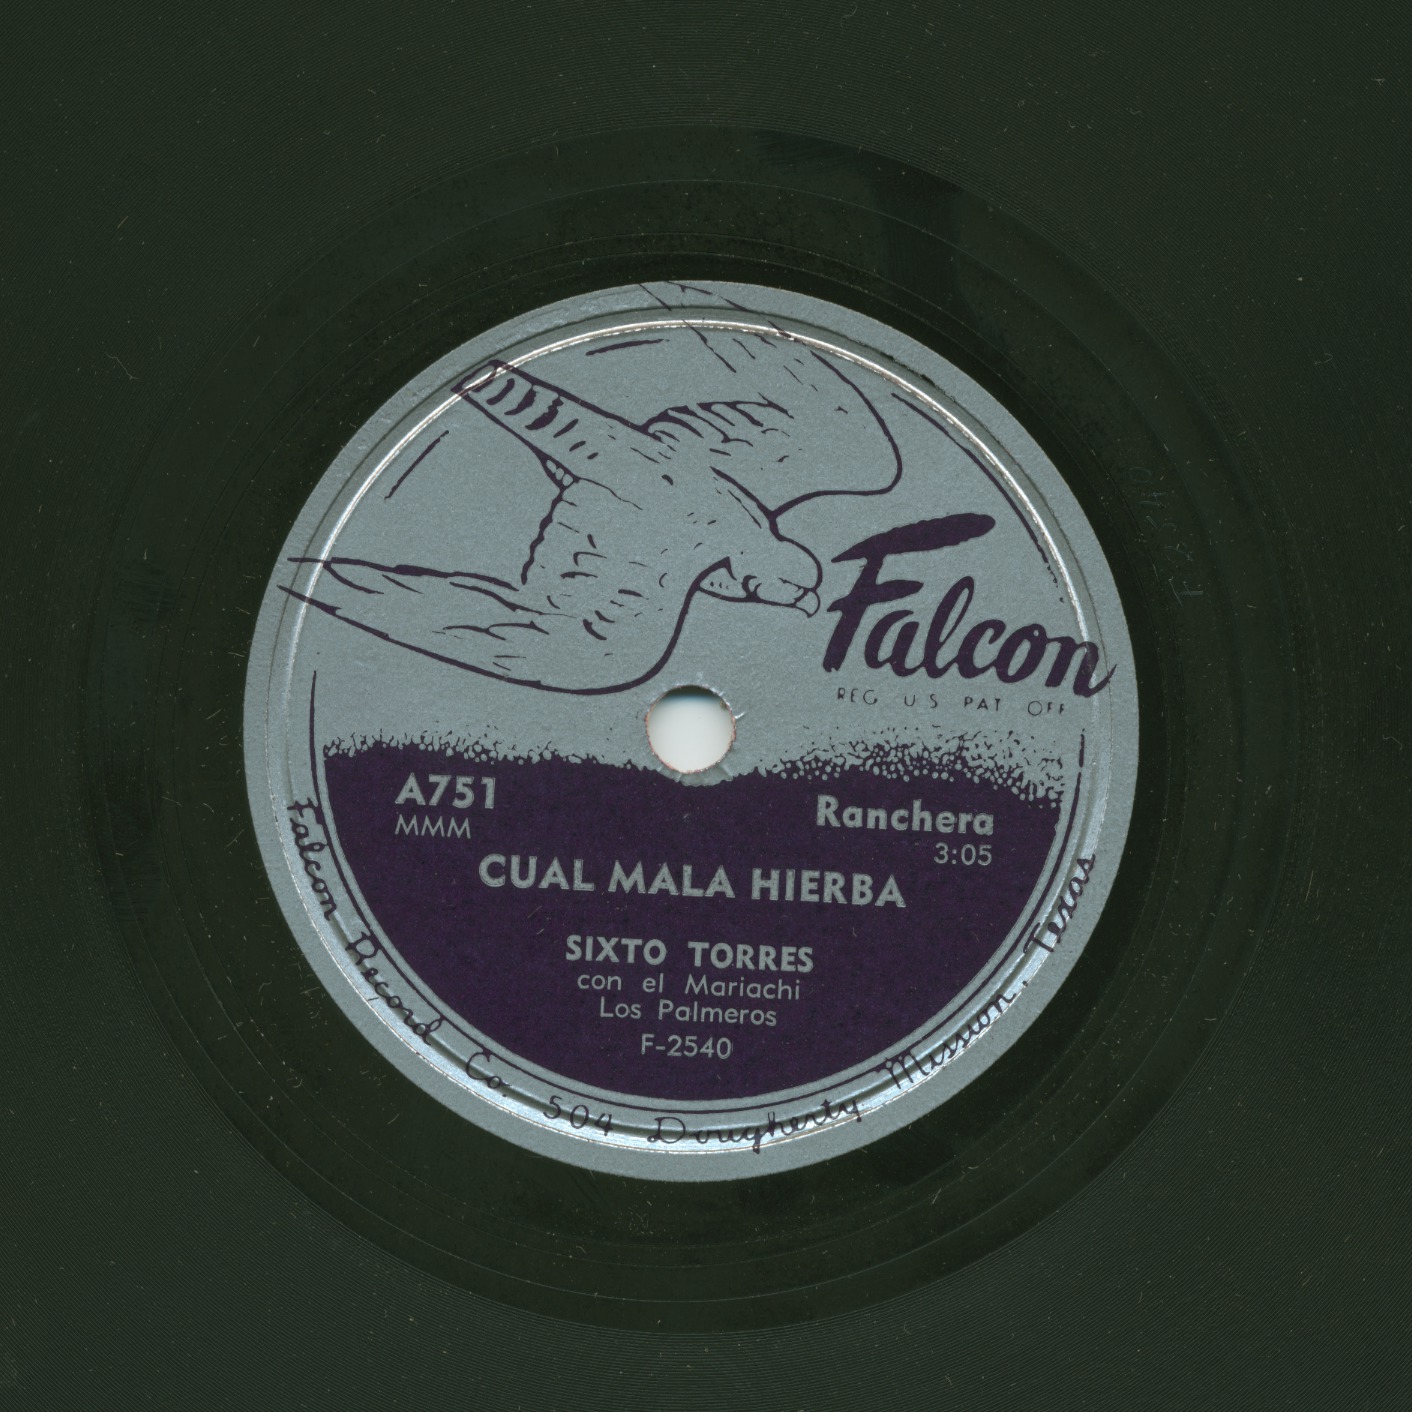 Falcon
REG US PAT OFF
A751
MMM
Ranchera
3:05
CUAL MALA HIERBA
SIXTO TORRES
con el Mariachi
Los Palmeros
F-2540
Falcon Record Co. 504 Dougherty Mission, Texas